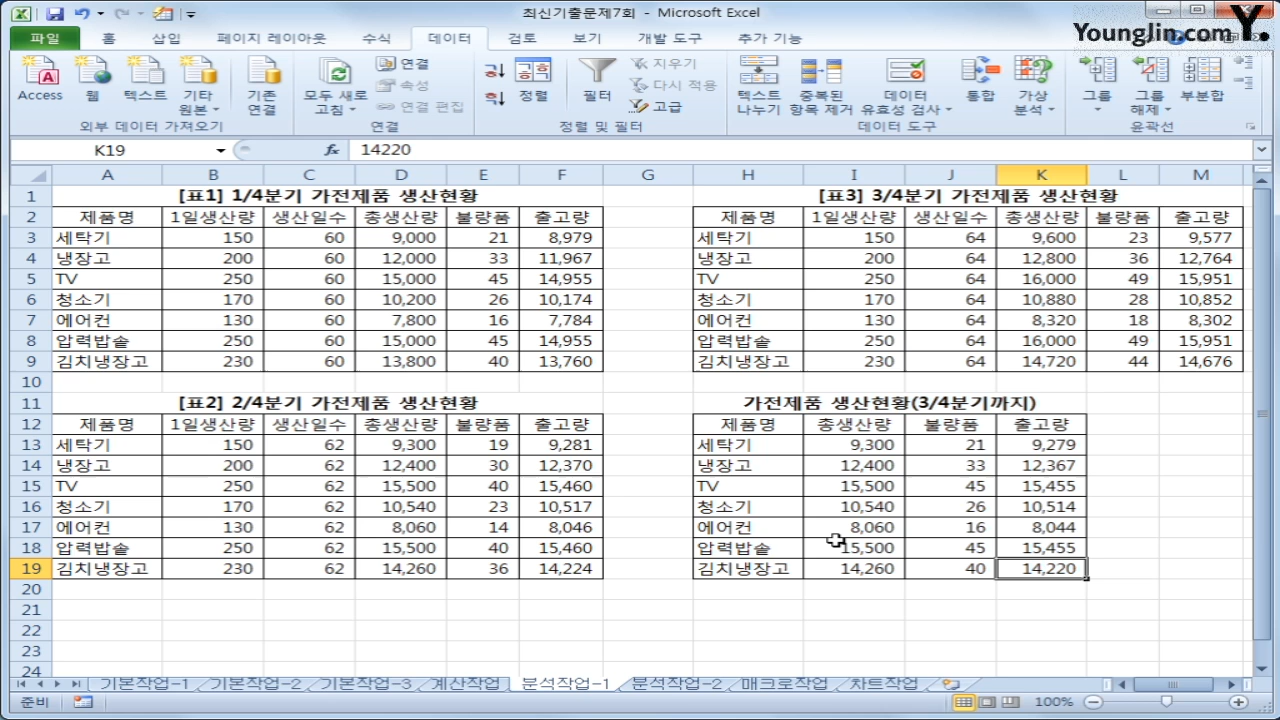 최신기출문제7회 - Microsoft Excel
YoungJin.com Y.
파일 홈 삽입 페이지 레이아웃 수식 데이터 검토 보기 개발 도구 추가 기능
Access 웹 텍스트 기타 원본 기존 연결
외부 데이터 가져오기
모두 새로 고침 연결 속성 연결 편집
연결
정렬 필터 지우기 다시 적용 고급
정렬 및 필터
텍스트 나누기 중복된 항목 제거 데이터 유효성 검사 통합 가상 분석
데이터 도구
그룹 그룹 해제 부분합
윤곽선
K19 fx 14220
A B C D E F G H I J K L M
1 [표1] 1/4분기 가전제품 생산현황 [표3] 3/4분기 가전제품 생산현황
2 제품명 1일생산량 생산일수 총생산량 불량품 출고량 제품명 1일생산량 생산일수 총생산량 불량품 출고량
3 세탁기 150 60 9,000 21 8,979 세탁기 150 64 9,600 23 9,577
4 냉장고 200 60 12,000 33 11,967 냉장고 200 64 12,800 36 12,764
5 TV 250 60 15,000 45 14,955 TV 250 64 16,000 49 15,951
6 청소기 170 60 10,200 26 10,174 청소기 170 64 10,880 28 10,852
7 에어컨 130 60 7,800 16 7,784 에어컨 130 64 8,320 18 8,302
8 압력밥솥 250 60 15,000 45 14,955 압력밥솥 250 64 16,000 49 15,951
9 김치냉장고 230 60 13,800 40 13,760 김치냉장고 230 64 14,720 44 14,676
10
11 [표2] 2/4분기 가전제품 생산현황 가전제품 생산현황(3/4분기까지)
12 제품명 1일생산량 생산일수 총생산량 불량품 출고량 제품명 총생산량 불량품 출고량
13 세탁기 150 62 9,300 19 9,281 세탁기 9,300 21 9,279
14 냉장고 200 62 12,400 30 12,370 냉장고 12,400 33 12,367
15 TV 250 62 15,500 40 15,460 TV 15,500 45 15,455
16 청소기 170 62 10,540 23 10,517 청소기 10,540 26 10,514
17 에어컨 130 62 8,060 14 8,046 에어컨 8,060 16 8,044
18 압력밥솥 250 62 15,500 40 15,460 압력밥솥 15,500 45 15,455
19 김치냉장고 230 62 14,260 36 14,224 김치냉장고 14,260 40 14,220
20
21
22
23
24
기본작업-1 기본작업-2 기본작업-3 계산작업 분석작업-1 분석작업-2 매크로작업 차트작업
준비 100%